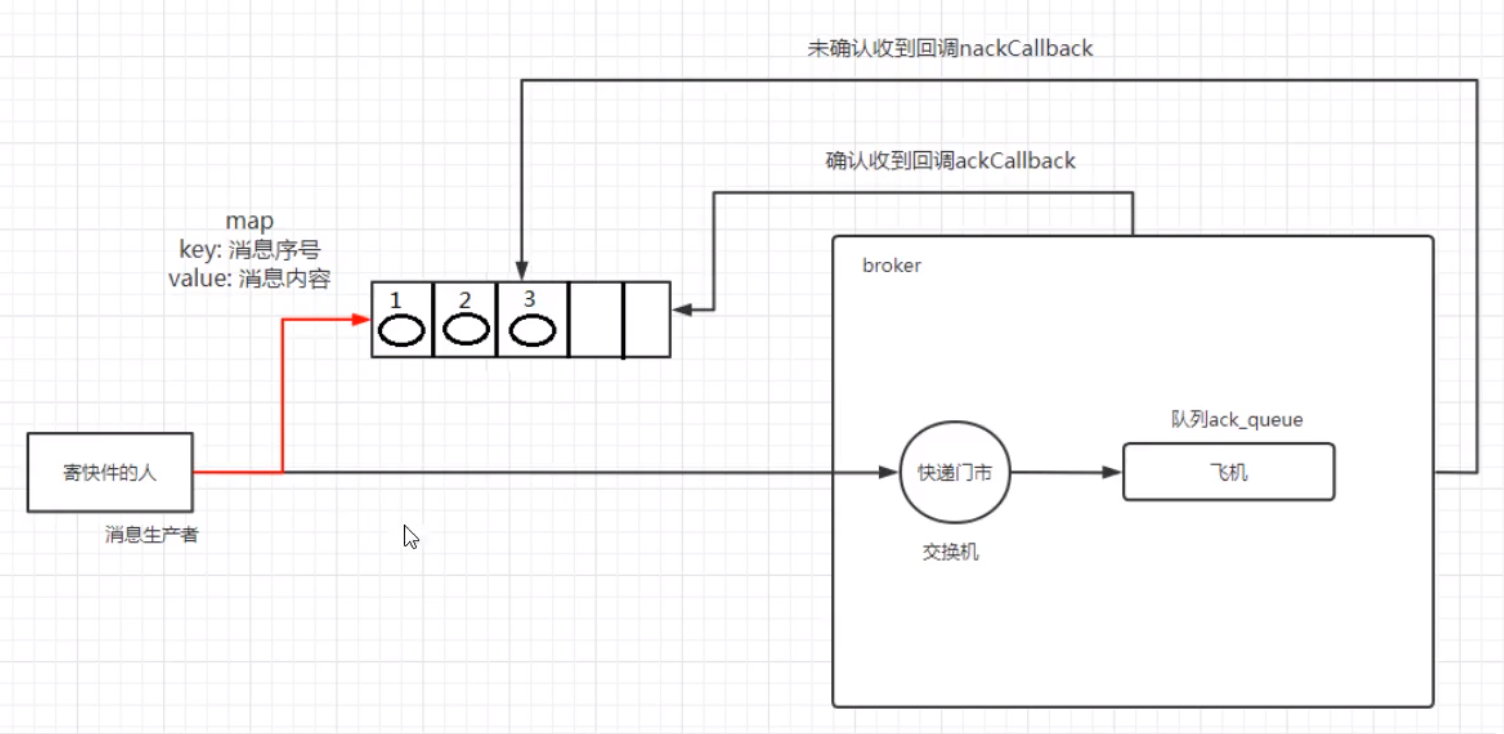 未确认收到回调nackCallback
确认收到回调ackCallback
map
key: 消息序号
value: 消息内容
1 2 3
broker
队列ack_queue
寄快件的人
快递门市
飞机
消息生产者
交换机